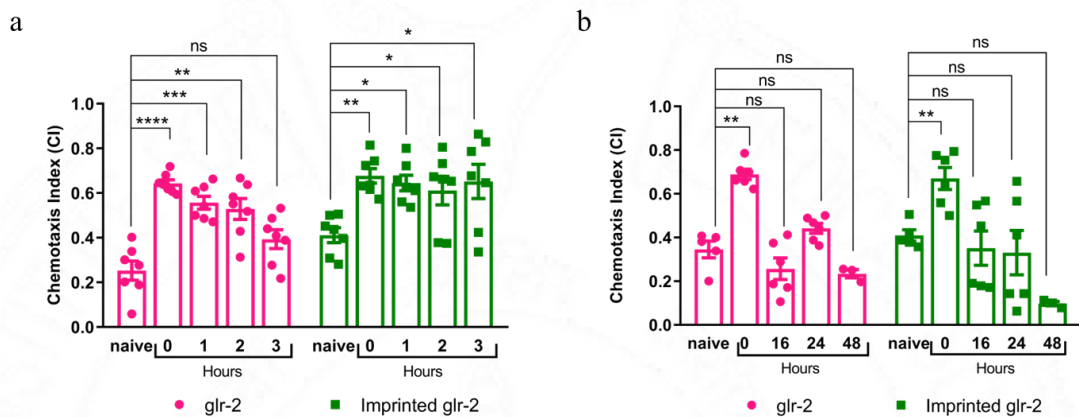 a
ns
**
***
****
*
*
*
**
Chemotaxis Index (CI)
1.0
0.8
0.6
0.4
0.2
0.0
naive 0 1 2 3 naive 0 1 2 3
Hours Hours
glr-2 Imprinted glr-2
b
ns
ns
ns
**
ns
ns
ns
**
Chemotaxis Index (CI)
1.0
0.8
0.6
0.4
0.2
0.0
naive 0 16 24 48 naive 0 16 24 48
Hours Hours
glr-2 Imprinted glr-2